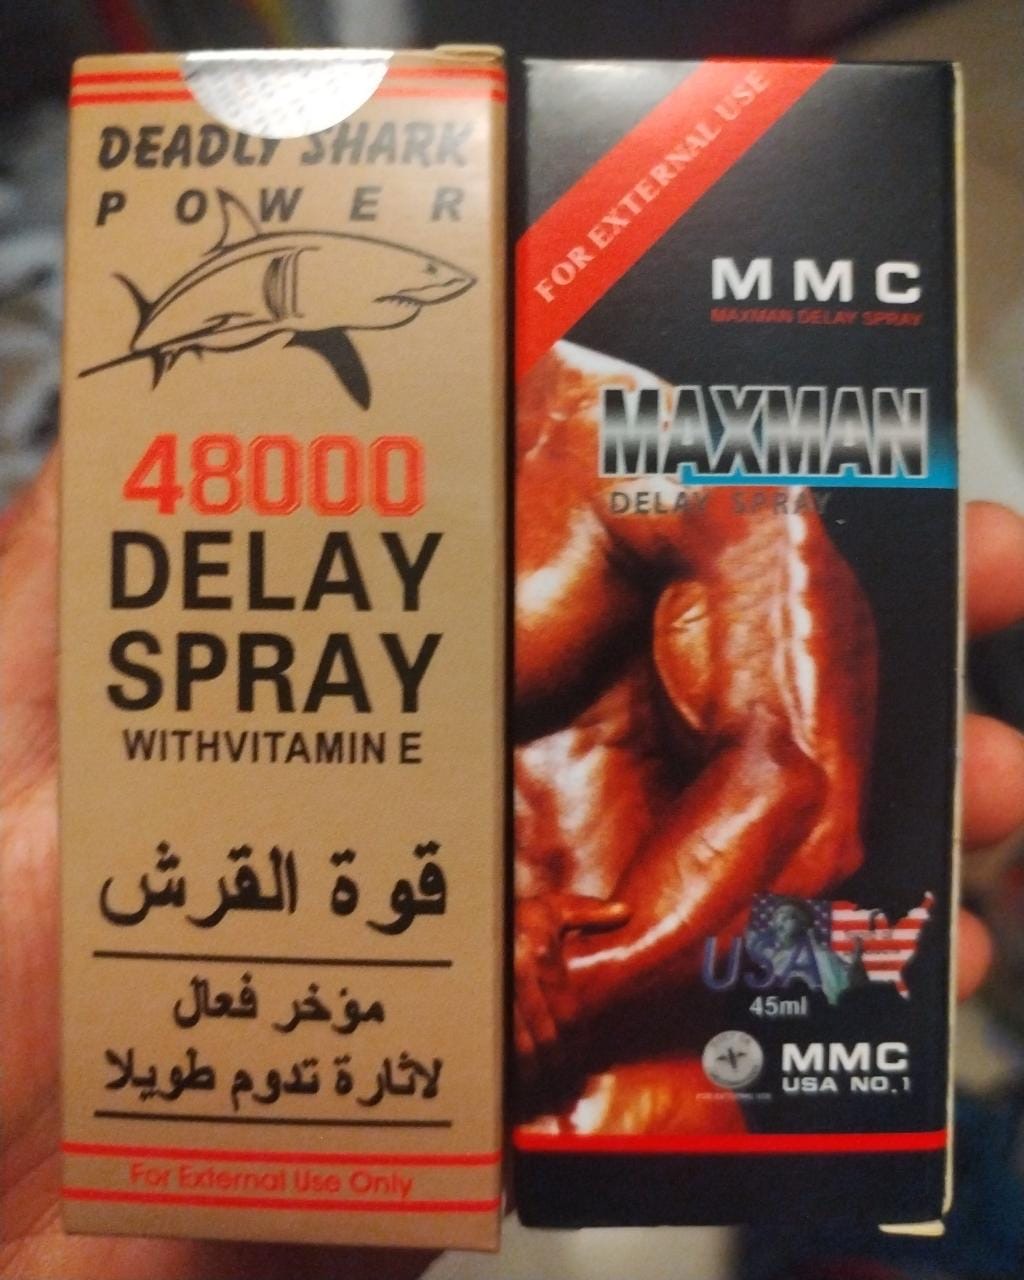 DEADLY SHARK
POWER
48000
DELAY
SPRAY
WITHVITAMIN E
قوة القرش
مؤخر فعال
لاثارة تدوم طويلا
For External Use Only
FOR EXTERNAL USE
MMC
MAXMAN DELAY SPRAY
MAXMAN
DELAY SPRAY
USA
45ml
MMC
USA NO.1